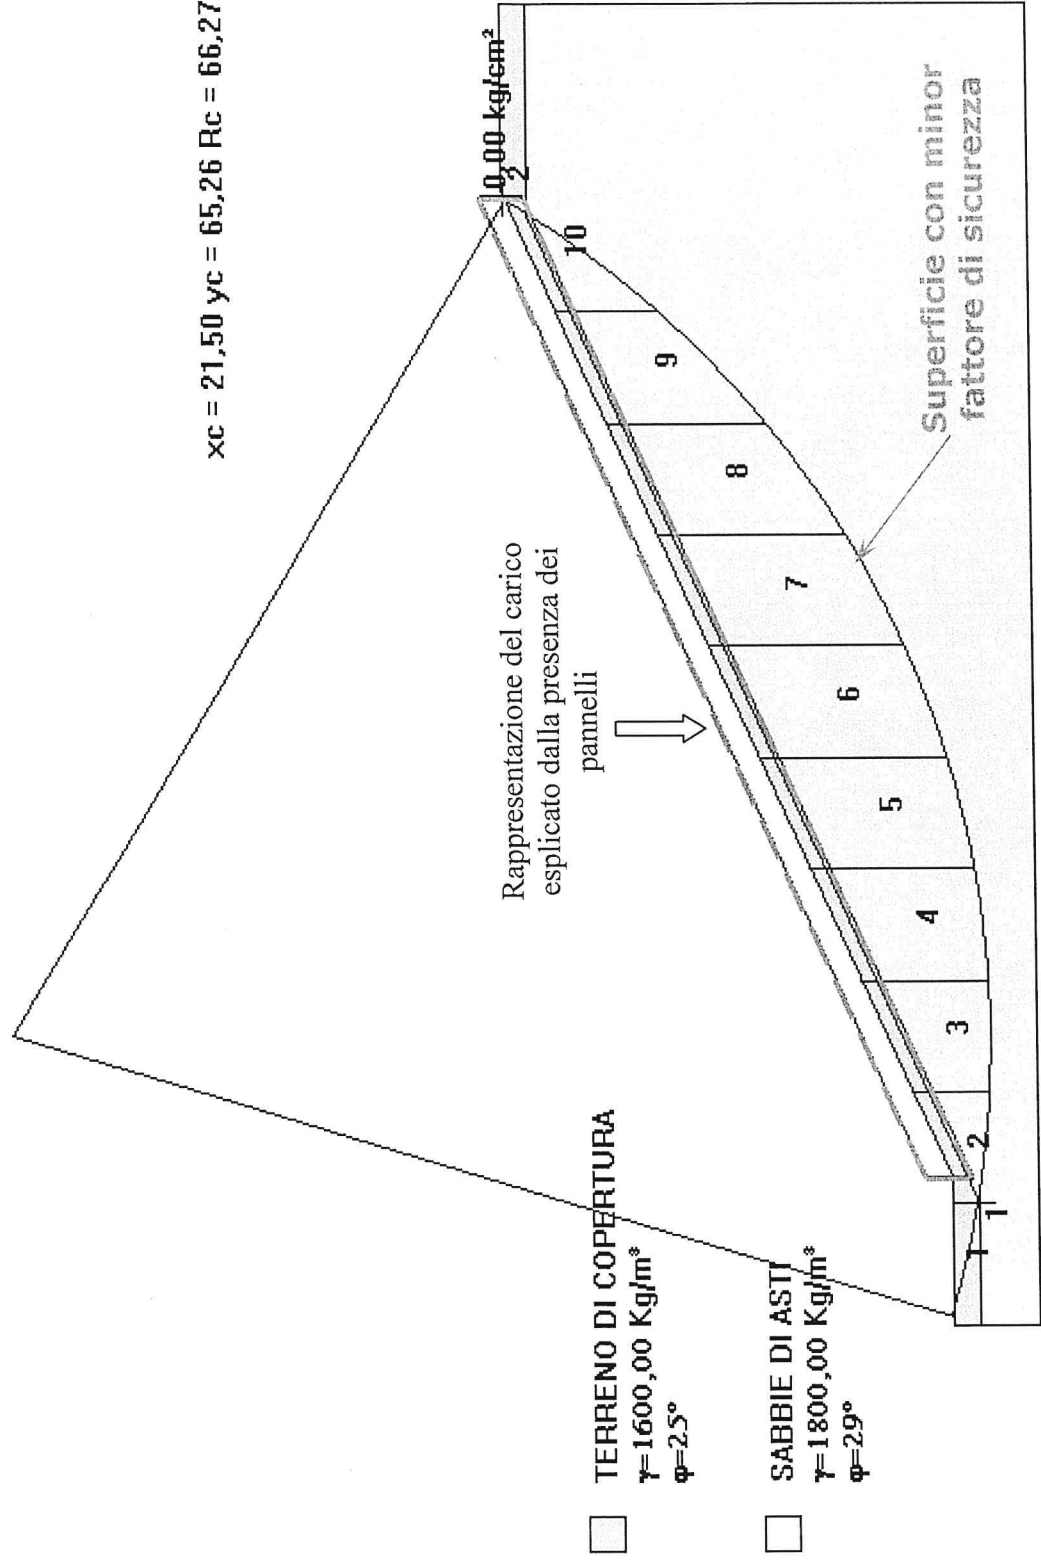 xc = 21,50 yc = 65,26 Rc = 66,27
0,00 kg/cm²
2
Rappresentazione del carico
esplicato dalla presenza dei
pannelli
10
9
8
7
6
5
4
3
2
1
1
Superficie con minor
fattore di sicurezza
TERRENO DI COPERTURA
γ=1600,00 Kg/m³
φ=25°
SABBIE DI ASTI
γ=1800,00 Kg/m³
φ=29°